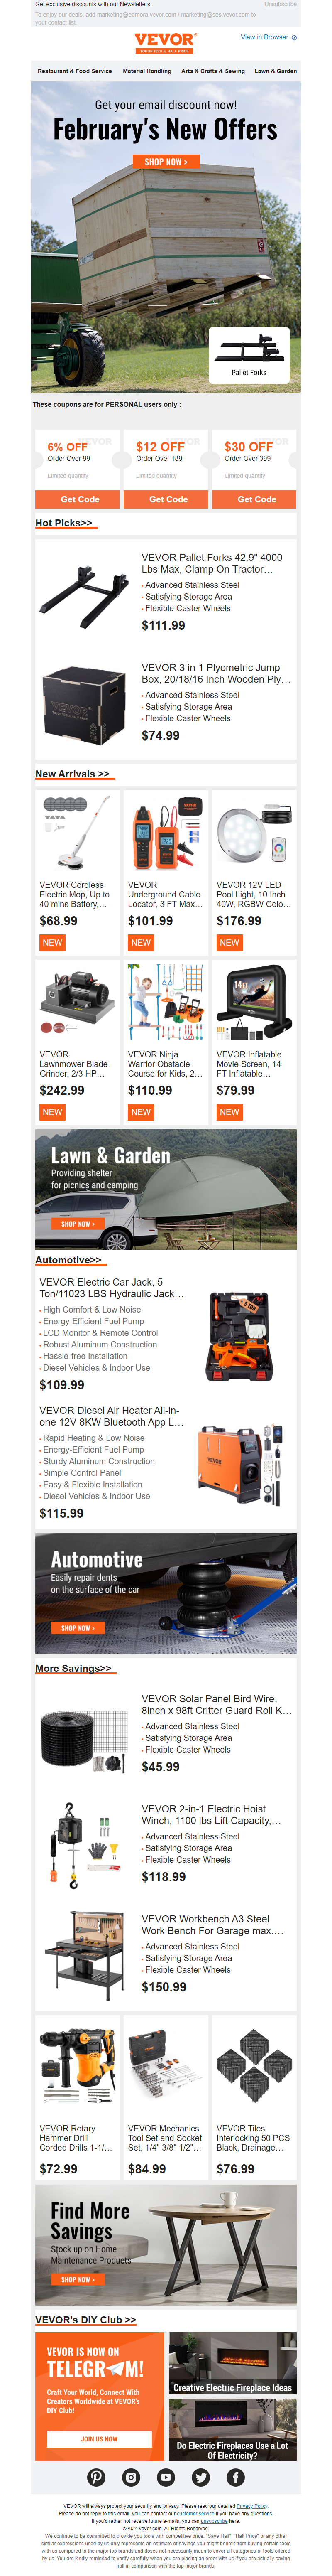 Get exclusive discounts with our Newsletters.
Unsubscribe
To enjoy our deals, add marketing@edmora.vevor.com / marketing@ses.vevor.com to
your contact list.
VEVOR
TOUGH TOOLS, HALF PRICE
View in Browser
Restaurant & Food Service
Material Handling
Arts & Crafts & Sewing
Lawn & Garden
Get your email discount now!
February's New Offers
SHOP NOW >
Pallet Forks
These coupons are for PERSONAL users only :
6% OFF
Order Over 99
Limited quantity
Get Code
$12 OFF
Order Over 189
Limited quantity
Get Code
$30 OFF
Order Over 399
Limited quantity
Get Code
Hot Picks>>
VEVOR Pallet Forks 42.9" 4000
Lbs Max, Clamp On Tractor…
• Advanced Stainless Steel
• Satisfying Storage Area
• Flexible Caster Wheels
$111.99
VEVOR
VEVOR 3 in 1 Plyometric Jump
Box, 20/18/16 Inch Wooden Ply…
• Advanced Stainless Steel
• Satisfying Storage Area
• Flexible Caster Wheels
$74.99
New Arrivals >>
VEVOR Cordless
Electric Mop, Up to
40 mins Battery,…
$68.99
NEW
VEVOR
Underground Cable
Locator, 3 FT Max…
$101.99
NEW
VEVOR 12V LED
Pool Light, 10 Inch
40W, RGBW Colo…
$176.99
NEW
VEVOR
Lawnmower Blade
Grinder, 2/3 HP…
$242.99
NEW
VEVOR Ninja
Warrior Obstacle
Course for Kids, 2…
$110.99
NEW
14FT
VEVOR Inflatable
Movie Screen, 14
FT Inflatable…
$79.99
NEW
Lawn & Garden
Providing shelter
for picnics and camping
SHOP NOW >
Automotive>>
VEVOR Electric Car Jack, 5
Ton/11023 LBS Hydraulic Jack…
• High Comfort & Low Noise
• Energy-Efficient Fuel Pump
• LCD Monitor & Remote Control
• Robust Aluminum Construction
• Hassle-free Installation
• Diesel Vehicles & Indoor Use
$109.99
VEVOR Diesel Air Heater All-in-
one 12V 8KW Bluetooth App L…
• Rapid Heating & Low Noise
• Energy-Efficient Fuel Pump
• Sturdy Aluminum Construction
• Simple Control Panel
• Easy & Flexible Installation
• Diesel Vehicles & Indoor Use
$115.99
VEVOR
Automotive
Easily repair dents
on the surface of the car
SHOP NOW >
More Savings>>
VEVOR Solar Panel Bird Wire,
8inch x 98ft Critter Guard Roll K…
• Advanced Stainless Steel
• Satisfying Storage Area
• Flexible Caster Wheels
$45.99
VEVOR 2-in-1 Electric Hoist
Winch, 1100 lbs Lift Capacity,…
• Advanced Stainless Steel
• Satisfying Storage Area
• Flexible Caster Wheels
$118.99
VEVOR Workbench A3 Steel
Work Bench For Garage max.…
• Advanced Stainless Steel
• Satisfying Storage Area
• Flexible Caster Wheels
$150.99
VEVOR Rotary
Hammer Drill
Corded Drills 1-1/…
$72.99
VEVOR Mechanics
Tool Set and Socket
Set, 1/4" 3/8" 1/2"…
$84.99
VEVOR Tiles
Interlocking 50 PCS
Black, Drainage…
$76.99
Find More
Savings
Stock up on Home
Maintenance Products
SHOP NOW >
VEVOR's DIY Club >>
VEVOR IS NOW ON
TELEGRAM!
Craft Your World, Connect With
Creators Worldwide at VEVOR's
DIY Club!
JOIN US NOW
Creative Electric Fireplace Ideas
Do Electric Fireplaces Use a Lot
Of Electricity?
VEVOR will always protect your security and privacy. Please read our detailed Privacy Policy.
Please do not reply to this email. you can contact our customer service if you have any questions.
If you'd rather not receive future e-mails, you can unsubscribe here.
©2024 vevor.com. All Rights Reserved.
We continue to be committed to provide you tools with competitive price. "Save Half", "Half Price" or any other
similar expressions used by us only represents an estimate of savings you might benefit from buying certain tools
with us compared to the major top brands and doses not necessarily mean to cover all categories of tools offered
by us. You are kindly reminded to verify carefully when you are placing an order with us if you are actually saving
half in comparison with the top major brands.